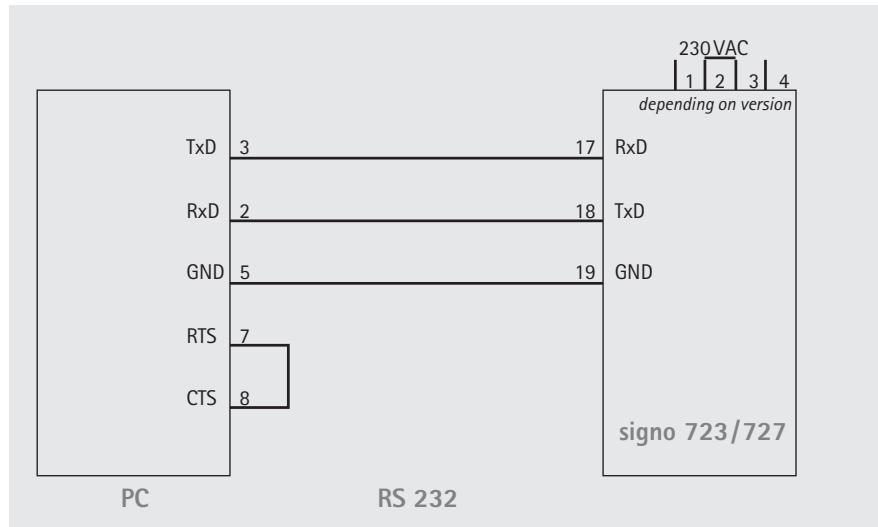 230 VAC
1 2 3 4
depending on version
TxD 3 17 RxD
RxD 2 18 TxD
GND 5 19 GND
RTS 7
CTS 8
signo 723/727
PC RS 232